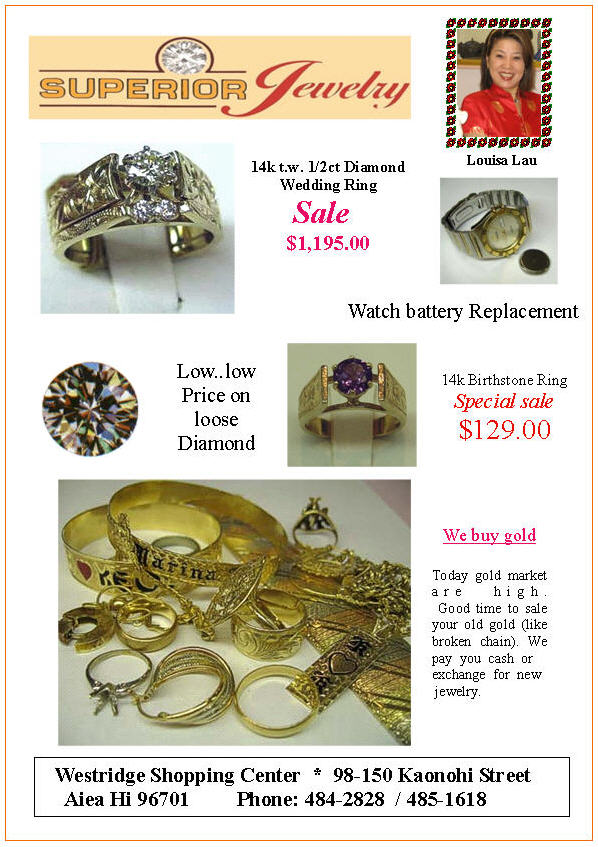 SUPERIOR Jewelry
Louisa Lau
14k t.w. 1/2ct Diamond
Wedding Ring
Sale
$1,195.00
Watch battery Replacement
Low..low
Price on
loose
Diamond
14k Birthstone Ring
Special sale
$129.00
Marina
We buy gold
Today gold market
are high.
Good time to sale
your old gold (like
broken chain). We
pay you cash or
exchange for new
jewelry.
Westridge Shopping Center * 98-150 Kaonohi Street
Aiea Hi 96701 Phone: 484-2828 / 485-1618